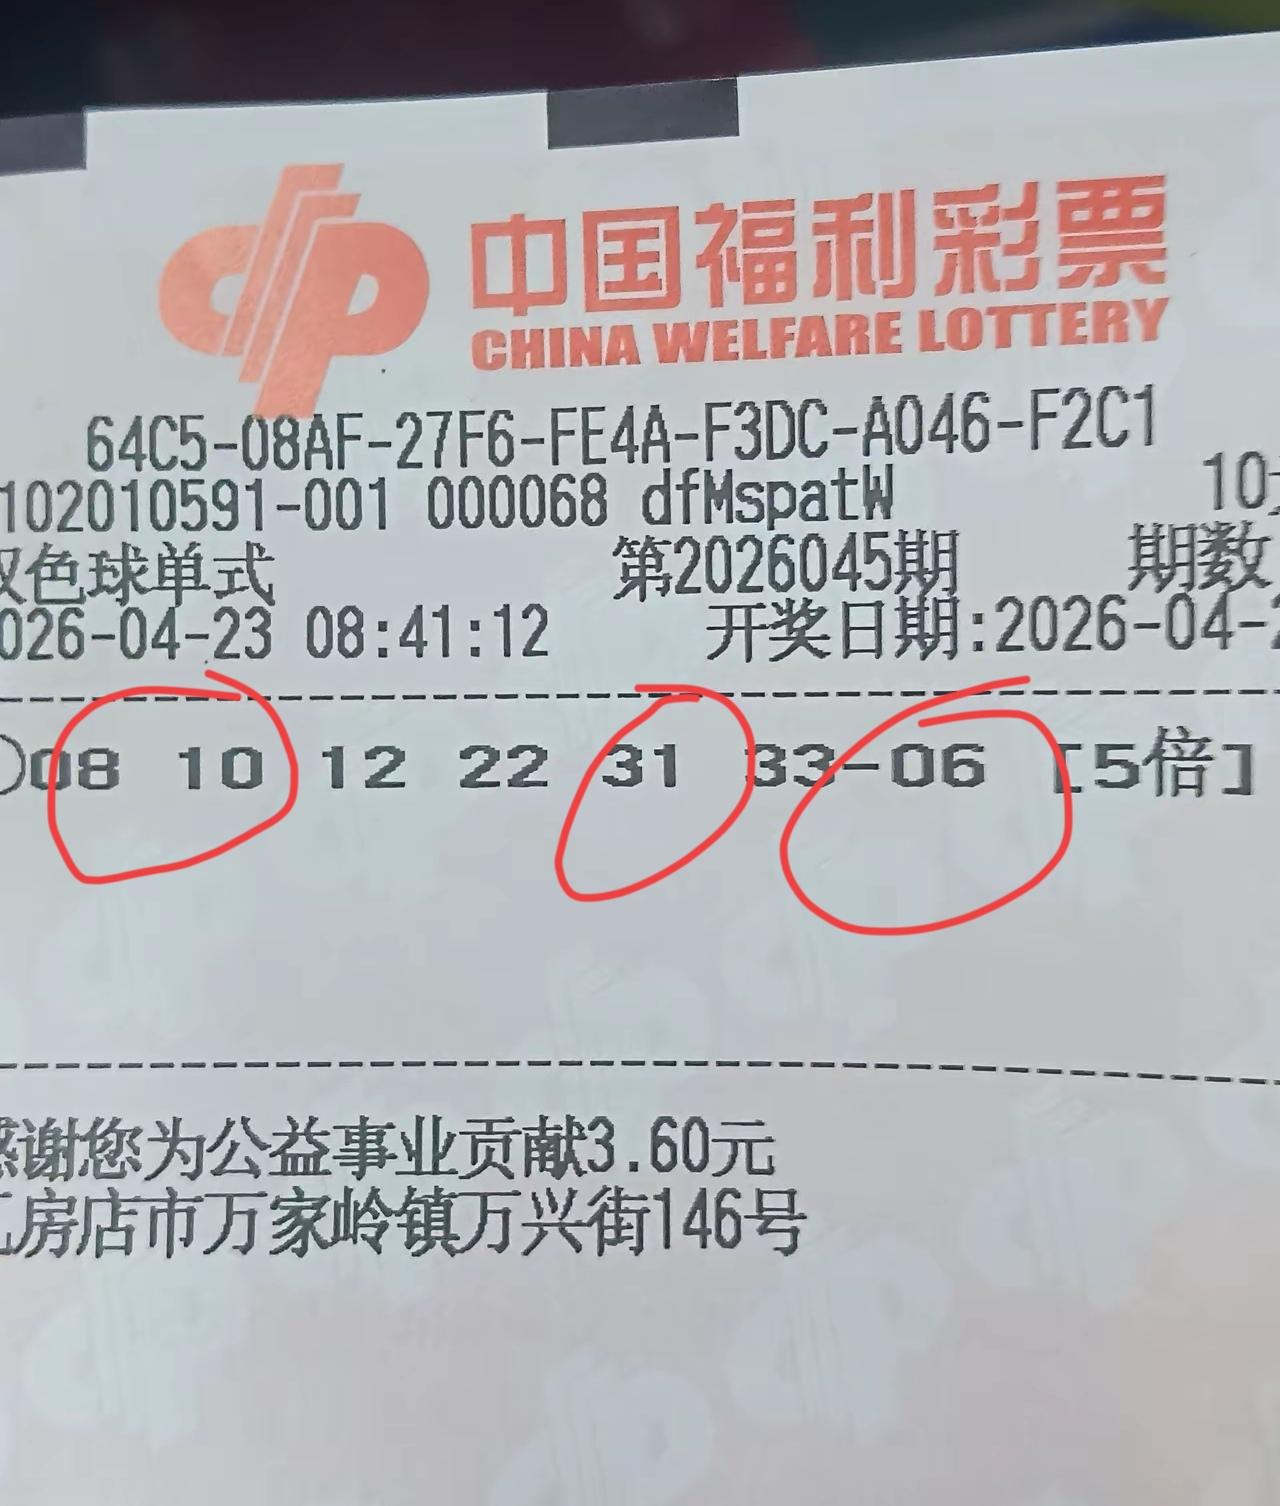 中国福利彩票
CHINA WELFARE LOTTERY
64C5-08AF-27F6-FE4A-F3DC-A046-F2C1
102010591-001 000068 dfMspatW 10
色球单式 第2026045期 期数
026-04-23 08:41:12 开奖日期:2026-04-2
08 10 12 22 31 33-06 [5倍]
谢您为公益事业贡献3.60元
房店市万家岭镇万兴街146号